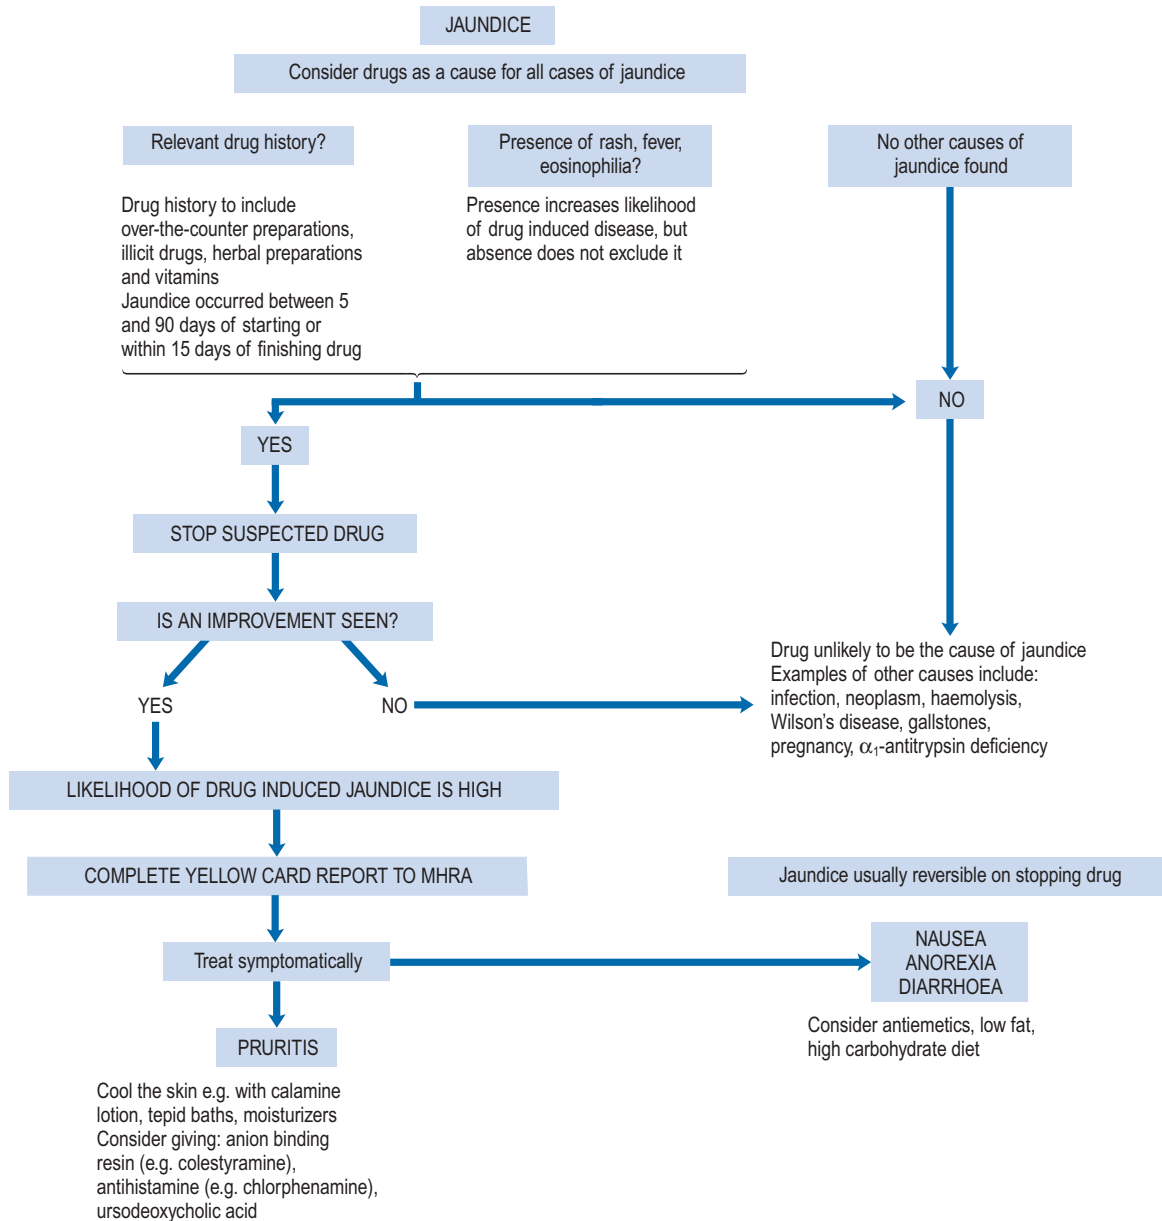 JAUNDICE
Consider drugs as a cause for all cases of jaundice
Relevant drug history?
Drug history to include
over-the-counter preparations,
illicit drugs, herbal preparations
and vitamins
Jaundice occurred between 5
and 90 days of starting or
within 15 days of finishing drug
Presence of rash, fever,
eosinophilia?
Presence increases likelihood
of drug induced disease, but
absence does not exclude it
No other causes of
jaundice found
NO
YES
STOP SUSPECTED DRUG
IS AN IMPROVEMENT SEEN?
YES
NO
Drug unlikely to be the cause of jaundice
Examples of other causes include:
infection, neoplasm, haemolysis,
Wilson's disease, gallstones,
pregnancy, α₁-antitrypsin deficiency
LIKELIHOOD OF DRUG INDUCED JAUNDICE IS HIGH
COMPLETE YELLOW CARD REPORT TO MHRA
Jaundice usually reversible on stopping drug
Treat symptomatically
NAUSEA
ANOREXIA
DIARRHOEA
Consider antiemetics, low fat,
high carbohydrate diet
PRURITIS
Cool the skin e.g. with calamine
lotion, tepid baths, moisturizers
Consider giving: anion binding
resin (e.g. colestyramine),
antihistamine (e.g. chlorphenamine),
ursodeoxycholic acid